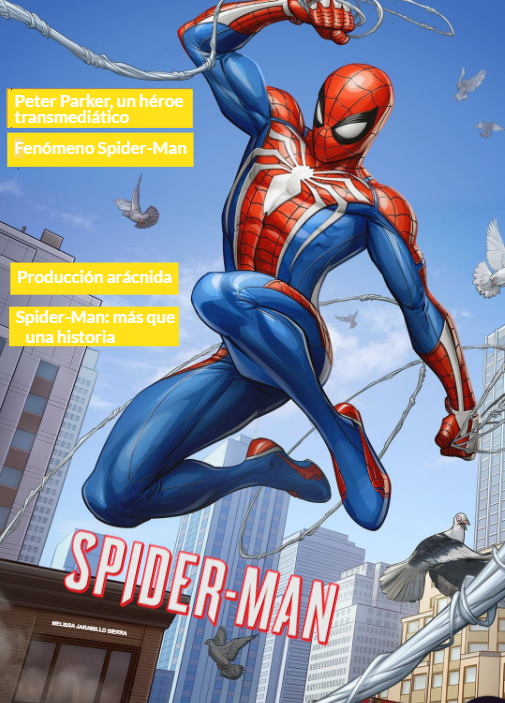 Peter Parker, un héroe
transmediático
Fenómeno Spider-Man
Producción arácnida
Spider-Man: más que
una historia
SPIDER-MAN
MELISSA JARAMILLO SIERRA